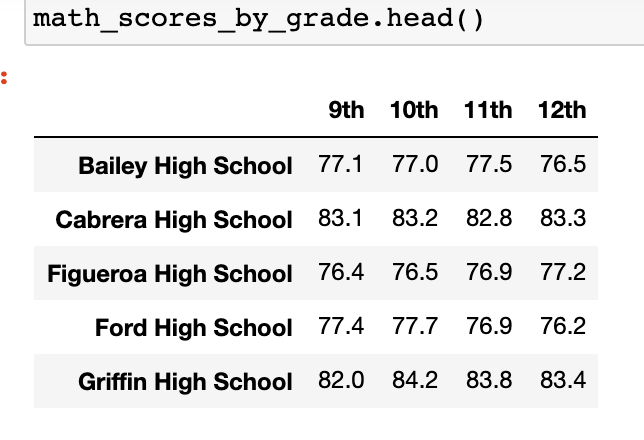 math_scores_by_grade.head()
:
9th 10th 11th 12th
Bailey High School 77.1 77.0 77.5 76.5
Cabrera High School 83.1 83.2 82.8 83.3
Figueroa High School 76.4 76.5 76.9 77.2
Ford High School 77.4 77.7 76.9 76.2
Griffin High School 82.0 84.2 83.8 83.4